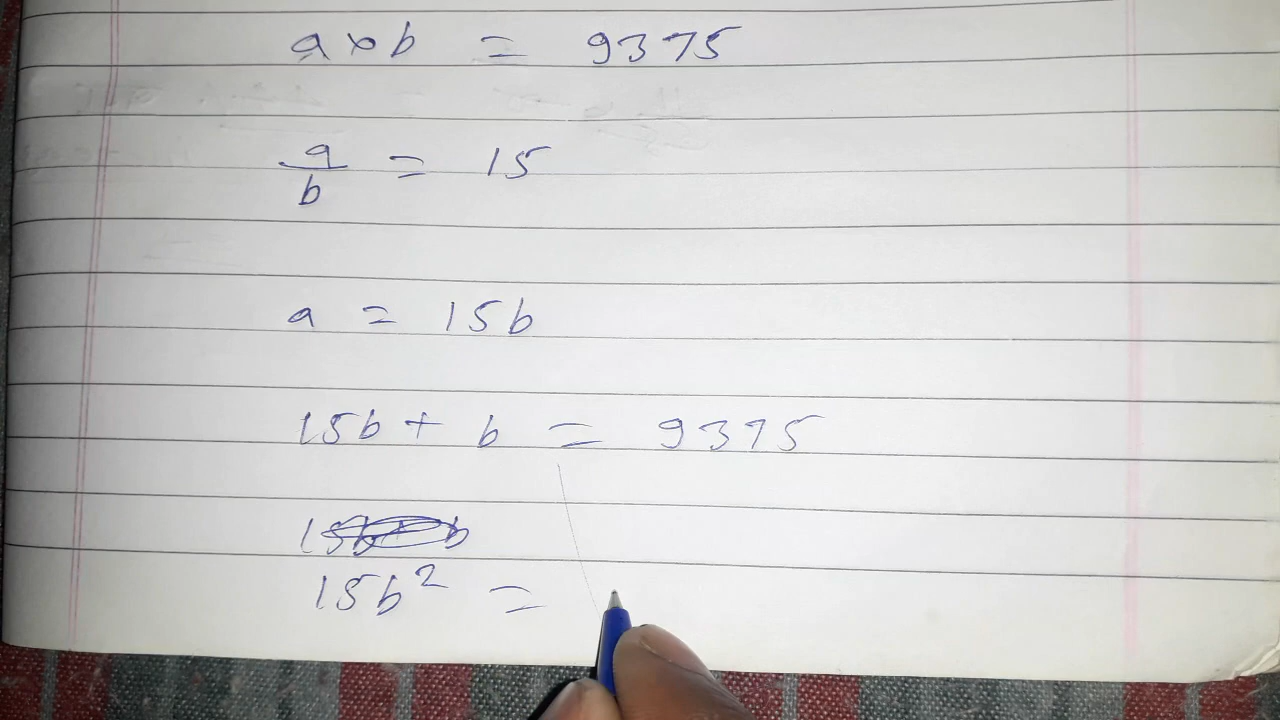 a × b = 9375
a/b = 15
a = 15b
15b + b = 9375
15b² =